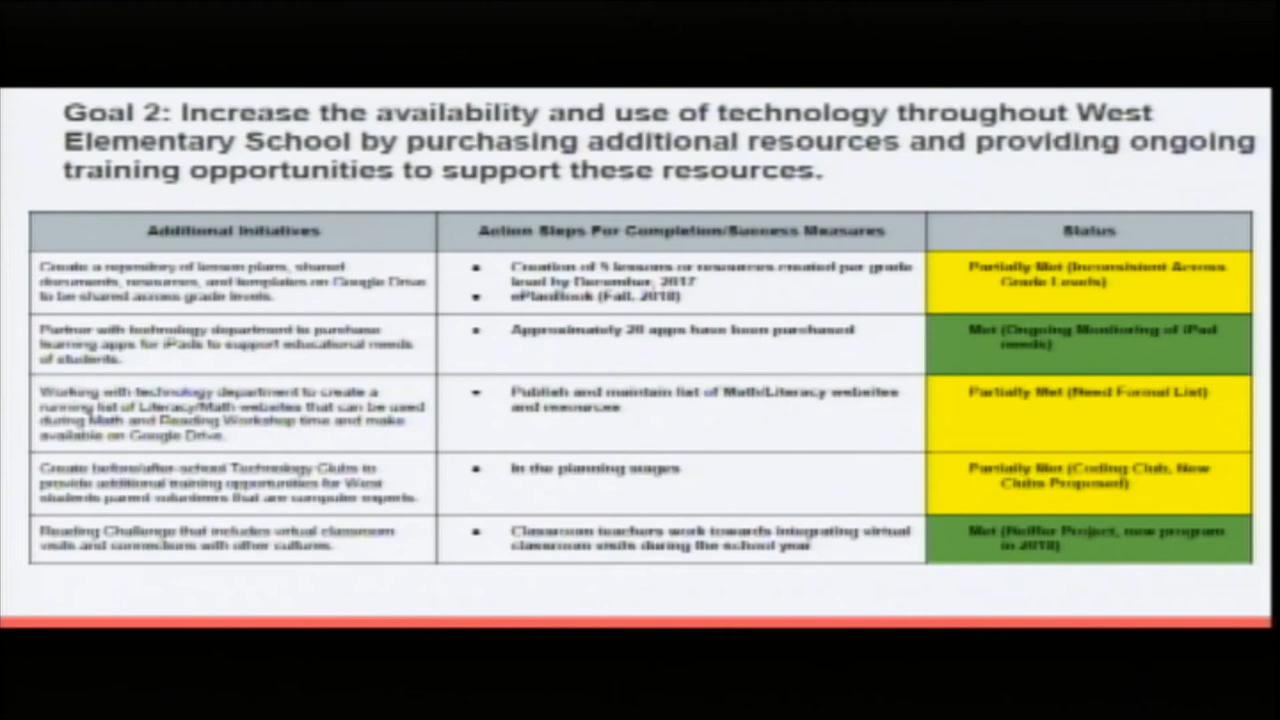 Goal 2: Increase the availability and use of technology throughout West
Elementary School by purchasing additional resources and providing ongoing
training opportunities to support these resources.
Additional Initiatives
Action Steps For Completion/Success Measures
Status
Create a repository of lesson plans, shared
documents, resources, and templates on Google Drive
to be shared across grade levels.
• Creation of 5 lessons or resources created per grade
level by December, 2017
• ePlanBook (Fall, 2018)
Partially Met (Inconsistent Across
Grade Levels)
Partner with technology department to purchase
learning apps for iPads to support educational needs
of students.
• Approximately 20 apps have been purchased
Met (Ongoing Monitoring of iPad
needs)
Working with technology department to create a
running list of Literacy/Math websites that can be used
during Math and Reading Workshop time and make
available on Google Drive.
• Publish and maintain list of Math/Literacy websites
and resources
Partially Met (Need Formal List)
Create before/after-school Technology Clubs to
provide additional training opportunities for West
students parent volunteers that are computer experts.
• In the planning stages
Partially Met (Coding Club, New
Clubs Proposed)
Reading Challenge that includes virtual classroom
visits and connections with other cultures.
• Classroom teachers work towards integrating virtual
classroom visits during the school year
Met (Project, new program
in 2018)